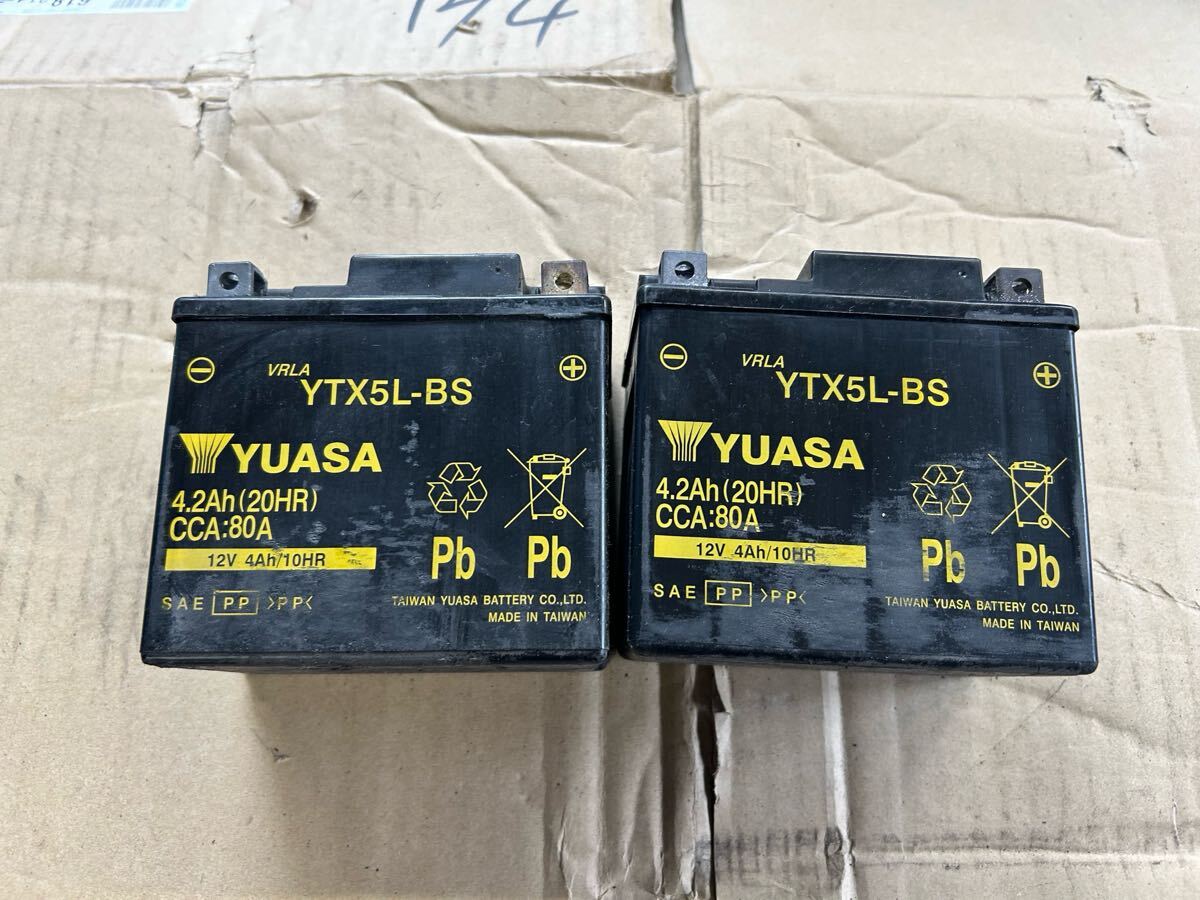 VRLA
YTX5L-BS
YUASA
4.2Ah(20HR)
CCA:80A
12V 4Ah/10HR
Pb
Pb
SAE PP >PP<
TAIWAN YUASA BATTERY CO.,LTD.
MADE IN TAIWAN
VRLA
YTX5L-BS
YUASA
4.2Ah(20HR)
CCA:80A
12V 4Ah/10HR
Pb
Pb
SAE PP >PP<
TAIWAN YUASA BATTERY CO.,LTD.
MADE IN TAIWAN